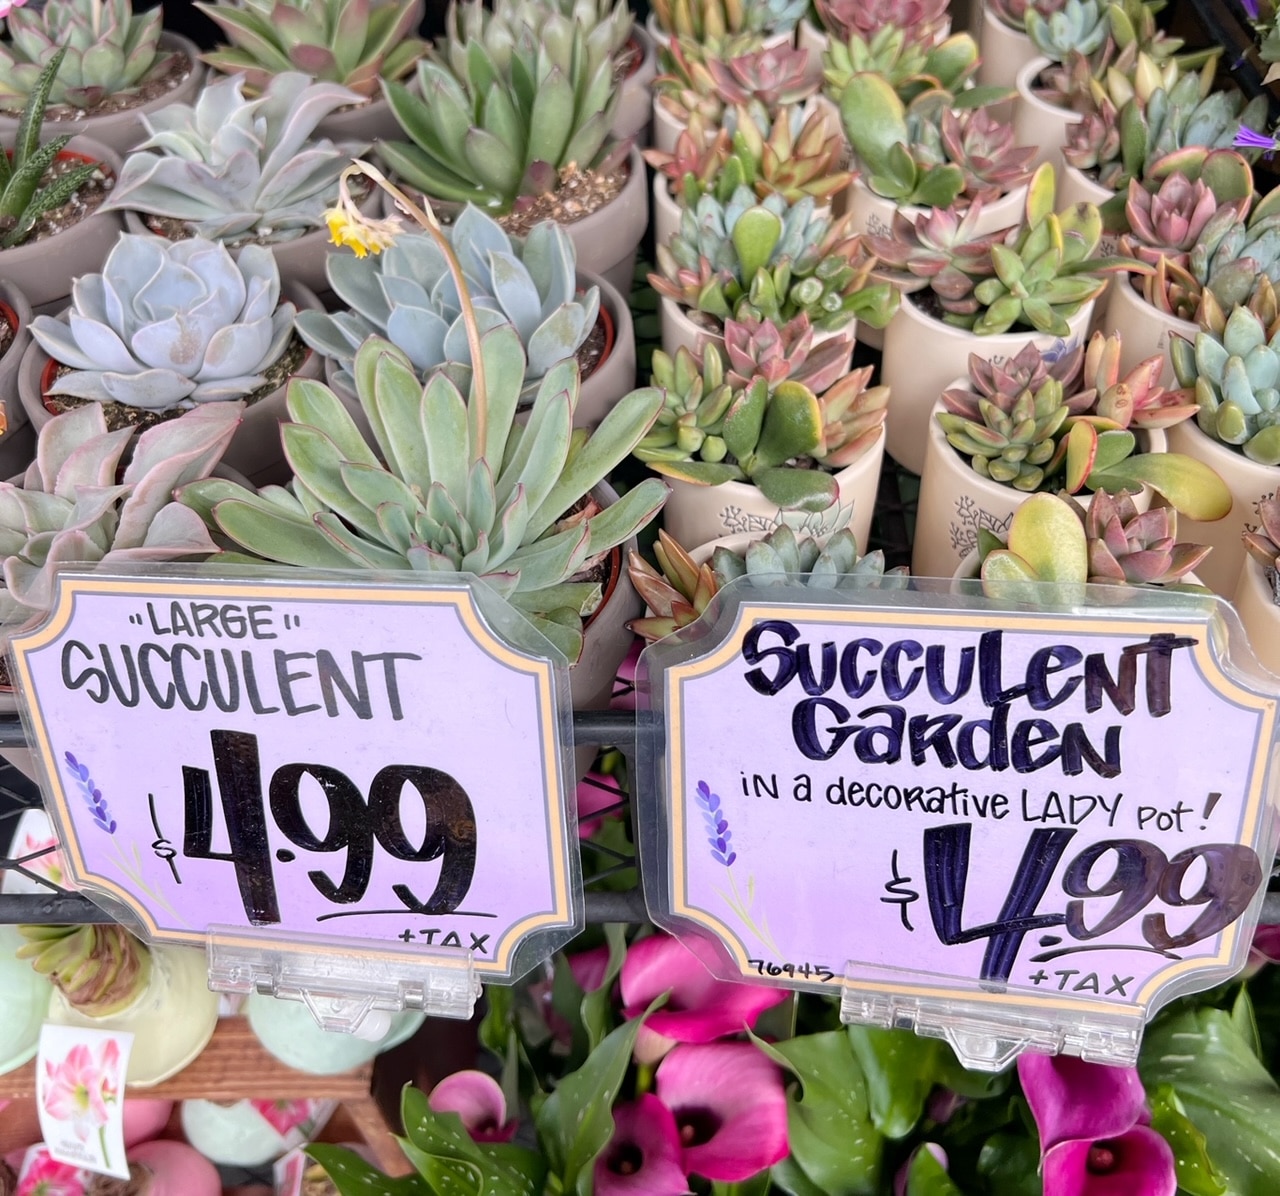 "LARGE"
SUCCULENT
$4.99
+TAX
Succulent
Garden
in a decorative LADY pot!
$4.99
76945
+TAX